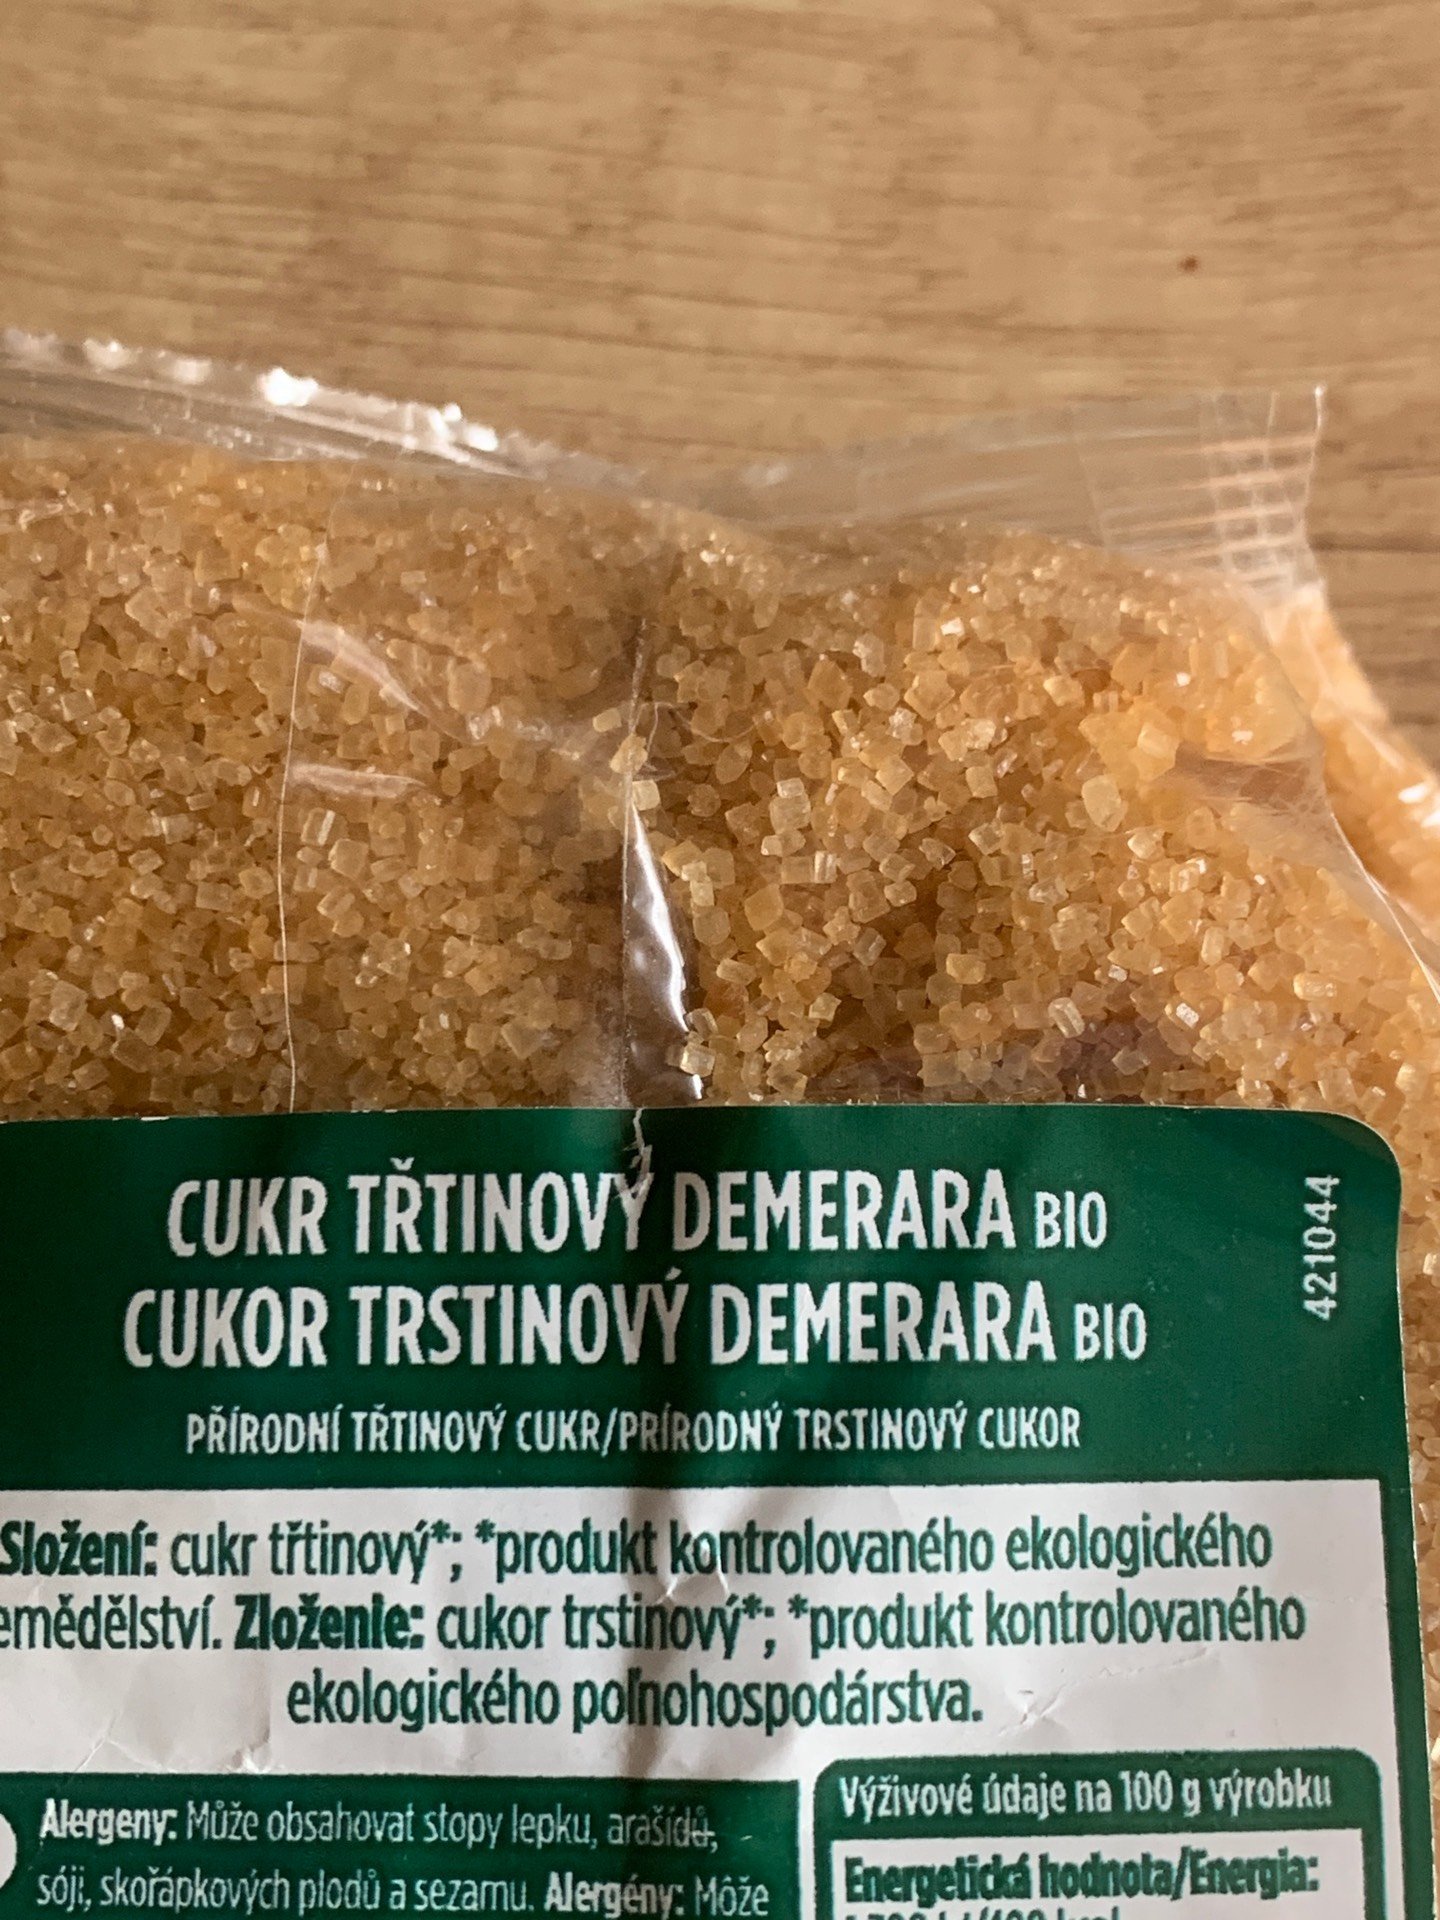 CUKR TŘTINOVÝ DEMERARA BIO
CUKOR TRSTINOVÝ DEMERARA BIO
421044
PŘÍRODNÍ TŘTINOVÝ CUKR/PRÍRODNÝ TRSTINOVÝ CUKOR
Složení: cukr třtinový*; *produkt kontrolovaného ekologického
emědělství. Zloženie: cukor trstinový*; *produkt kontrolovaného
ekologického poľnohospodárstva.
Alergeny: Může obsahovat stopy lepku, arašídů,
sóji, skořápkových plodů a sezamu. Alergény: Môže
Výživové údaje na 100 g výrobku
Energetická hodnota/Energia: